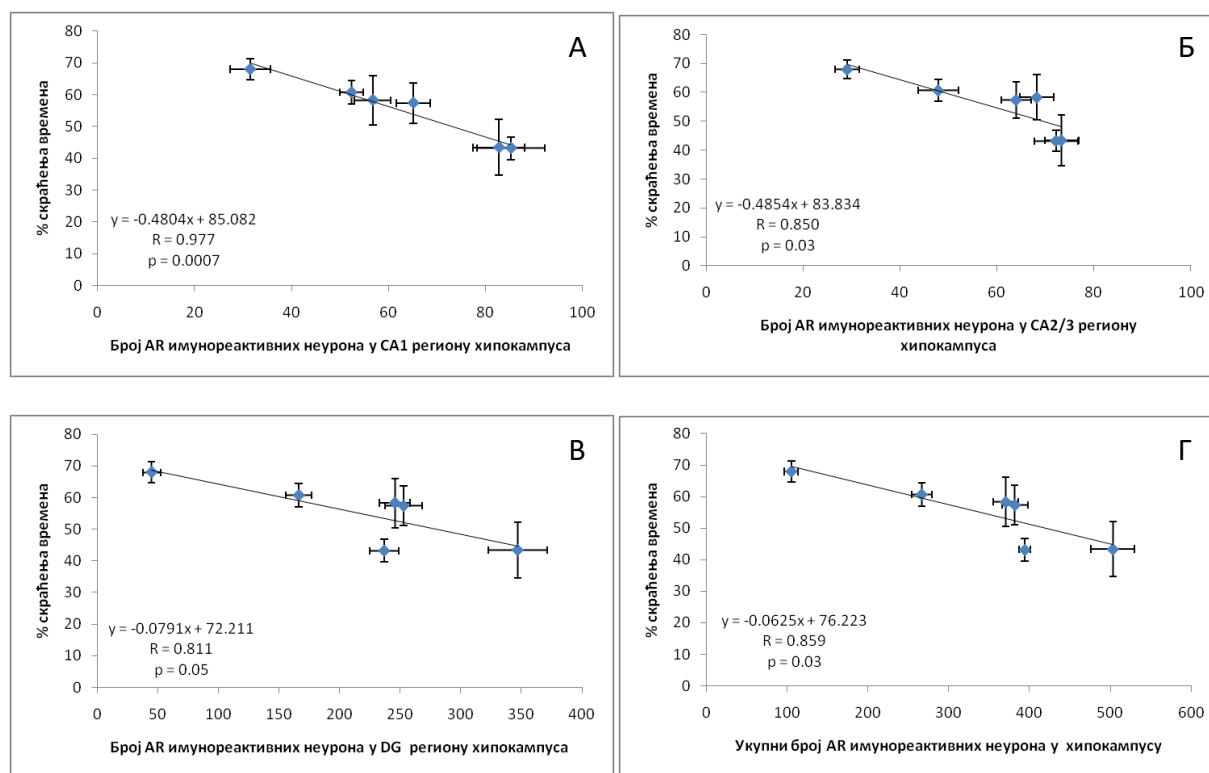 А
80
70
60
50
40
30
20
10
0
% скраћења времена
y = -0.4804x + 85.082
R = 0.977
p = 0.0007
0 20 40 60 80 100
Број AR имунореактивних неурона у CA1 региону хипокампуса
Б
80
70
60
50
40
30
20
10
0
% скраћења времена
y = -0.4854x + 83.834
R = 0.850
p = 0.03
0 20 40 60 80 100
Број AR имунореактивних неурона у CA2/3 региону
хипокампуса
В
80
70
60
50
40
30
20
10
0
% скраћења времена
y = -0.0791x + 72.211
R = 0.811
p = 0.05
0 50 100 150 200 250 300 350 400
Број AR имунореактивних неурона у DG региону хипокампуса
Г
80
70
60
50
40
30
20
10
0
% скраћења времена
y = -0.0625x + 76.223
R = 0.859
p = 0.03
0 100 200 300 400 500 600
Укупни број AR имунореактивних неурона у хипокампусу